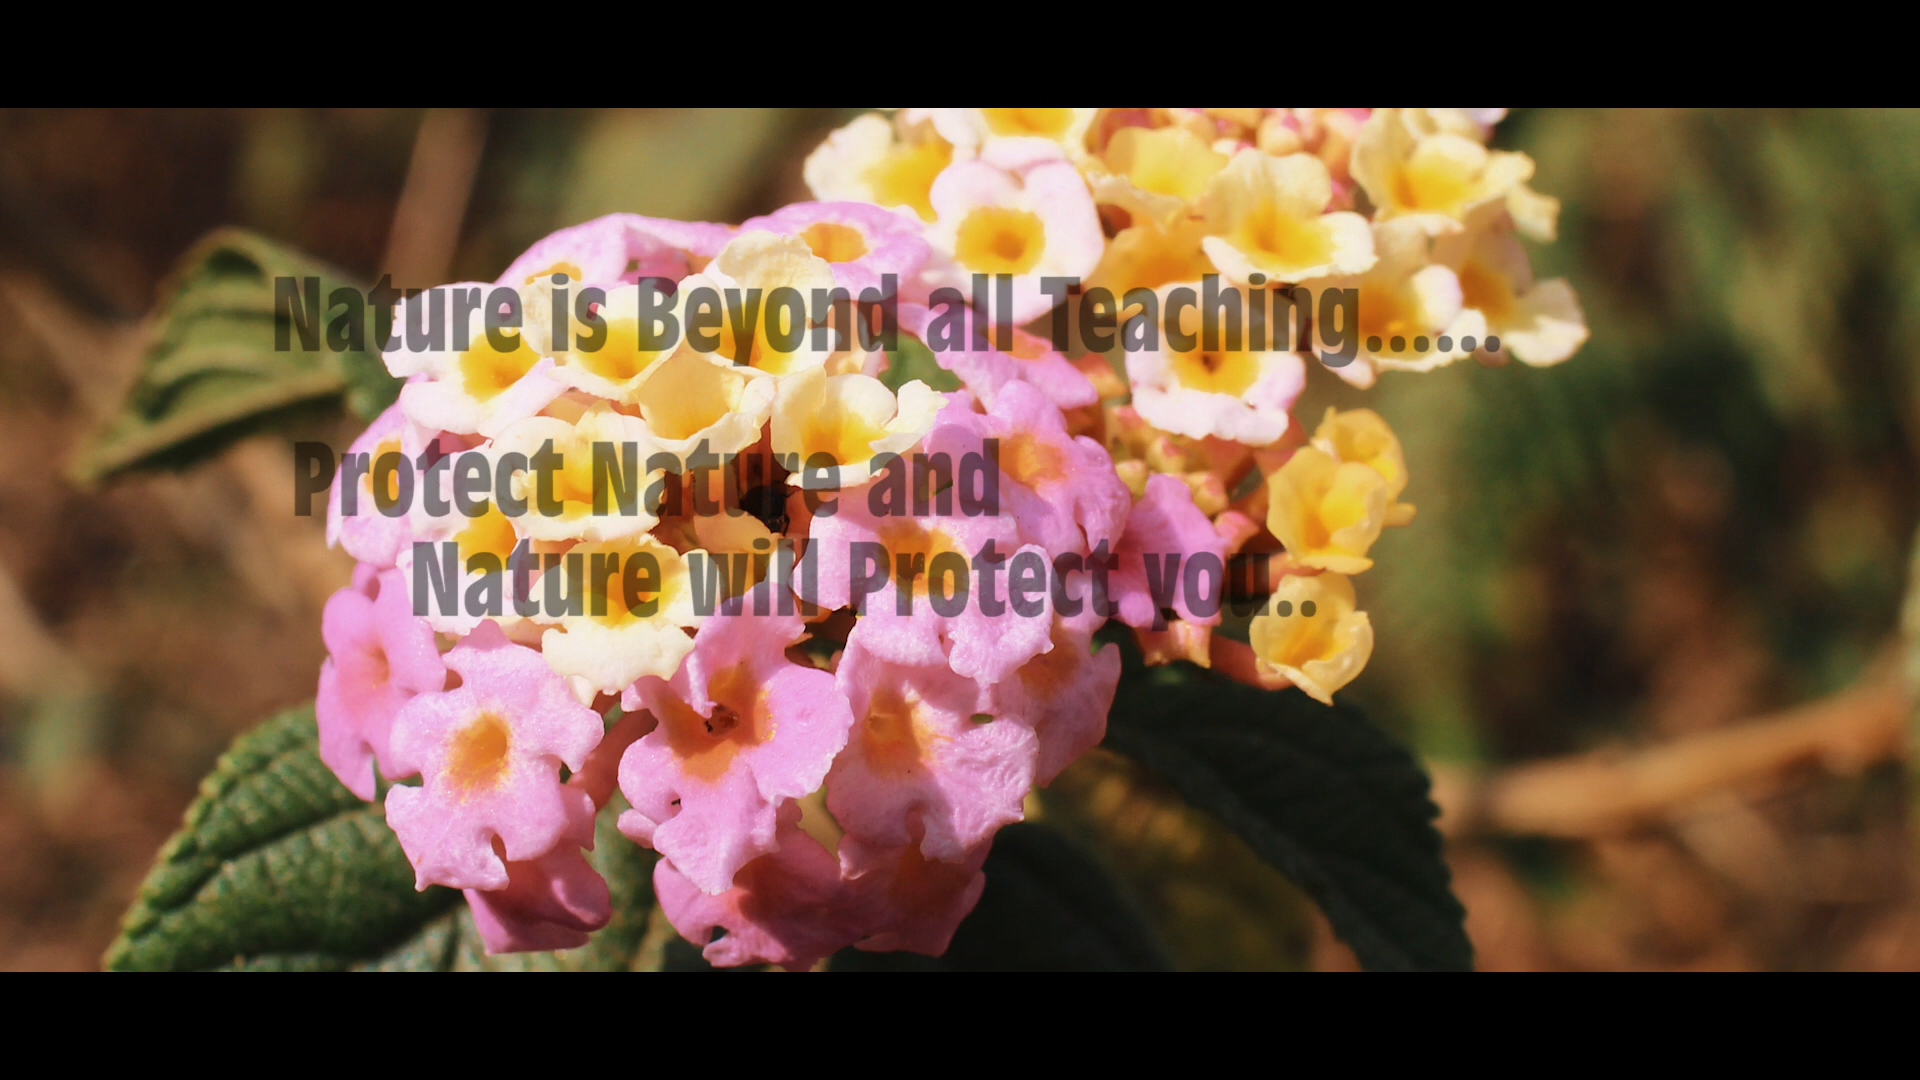 Nature is Beyond all Teaching......
Protect Nature and
Nature will Protect you..